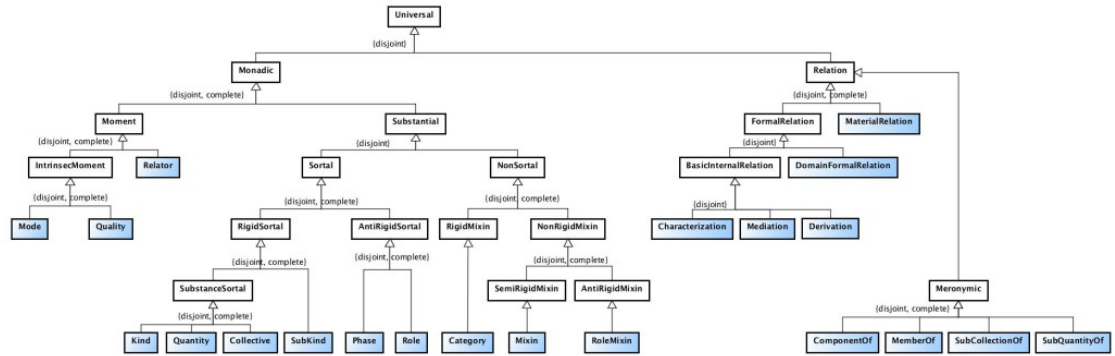 Universal
{disjoint}
Monadic
Relation
{disjoint, complete}
{disjoint, complete}
Moment
Substantial
FormalRelation
MaterialRelation
{disjoint, complete}
{disjoint}
{disjoint}
IntrinsecMoment
Relator
Sortal
NonSortal
BasicInternalRelation
DomainFormalRelation
{disjoint, complete}
{disjoint, complete}
{disjoint, complete}
{disjoint}
Mode
Quality
RigidSortal
AntiRigidSortal
RigidMixin
NonRigidMixin
Characterization
Mediation
Derivation
{disjoint, complete}
{disjoint, complete}
{disjoint, complete}
SubstanceSortal
SemiRigidMixin
AntiRigidMixin
Meronymic
{disjoint, complete}
{disjoint, complete}
Kind
Quantity
Collective
SubKind
Phase
Role
Category
Mixin
RoleMixin
ComponentOf
MemberOf
SubCollectionOf
SubQuantityOf